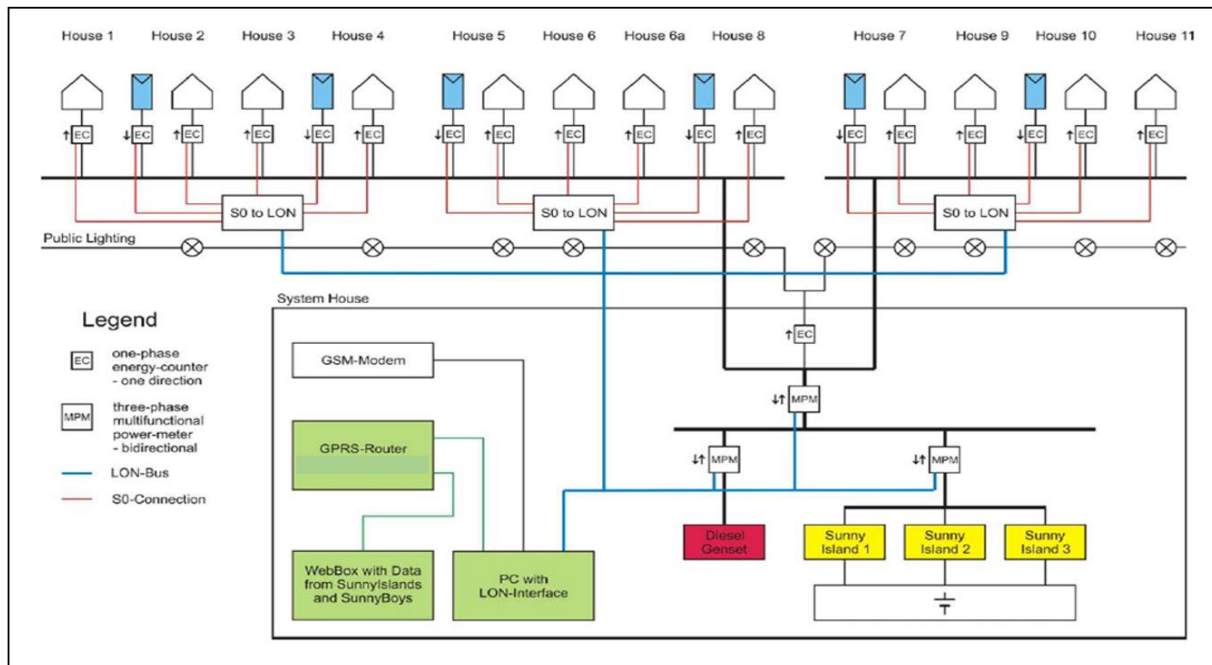 House 1 House 2 House 3 House 4 House 5 House 6 House 6a House 8 House 7 House 9 House 10 House 11
EC EC EC EC EC EC EC EC EC EC EC EC EC EC EC EC EC
S0 to LON S0 to LON S0 to LON
Public Lighting
System House
Legend
EC one-phase
energy-counter
- one direction
MPM three-phase
multifunctional
power-meter
- bidirectional
LON-Bus
S0-Connection
GSM-Modem
GPRS-Router
WebBox with Data
from SunnyIslands
and SunnyBoys
PC with
LON-Interface
EC
MPM
MPM MPM
Diesel
Genset
Sunny
Island 1
Sunny
Island 2
Sunny
Island 3